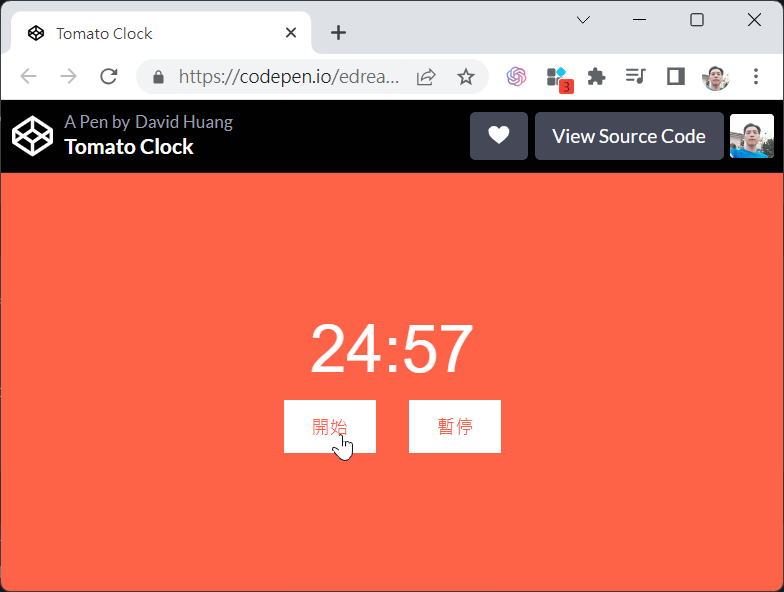 Tomato Clock
https://codepen.io/edrea...
3
A Pen by David Huang
Tomato Clock
View Source Code
24:57
開始
暫停